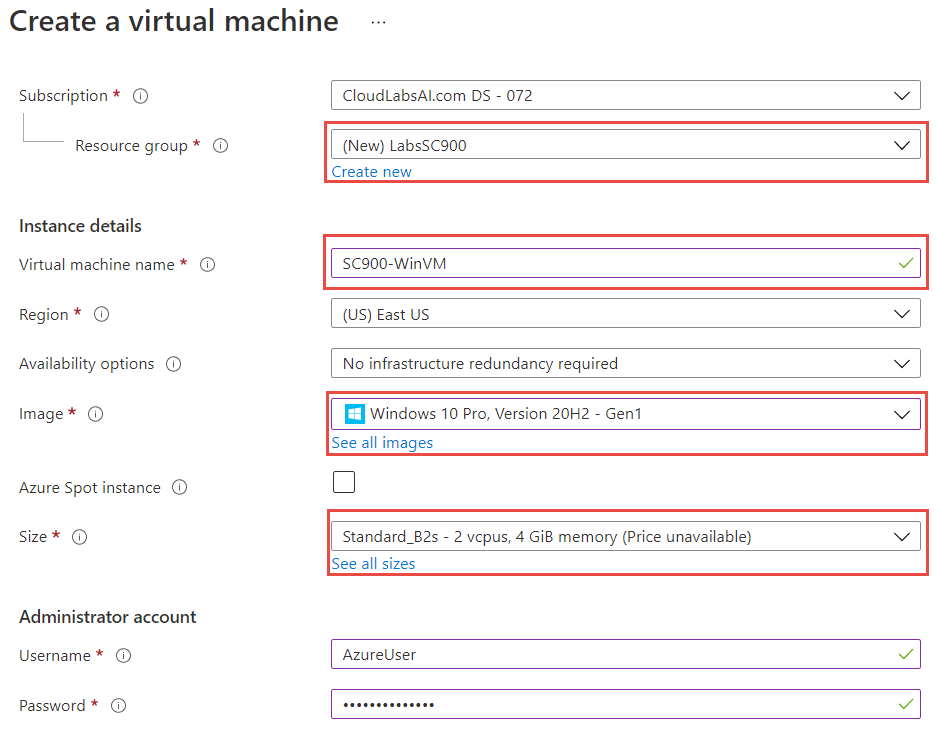 Create a virtual machine ...
Subscription * CloudLabsAI.com DS - 072
Resource group * (New) LabsSC900
Create new
Instance details
Virtual machine name * SC900-WinVM
Region * (US) East US
Availability options No infrastructure redundancy required
Image * Windows 10 Pro, Version 20H2 - Gen1
See all images
Azure Spot instance
Size * Standard_B2s - 2 vcpus, 4 GiB memory (Price unavailable)
See all sizes
Administrator account
Username * AzureUser
Password * ••••••••••••••